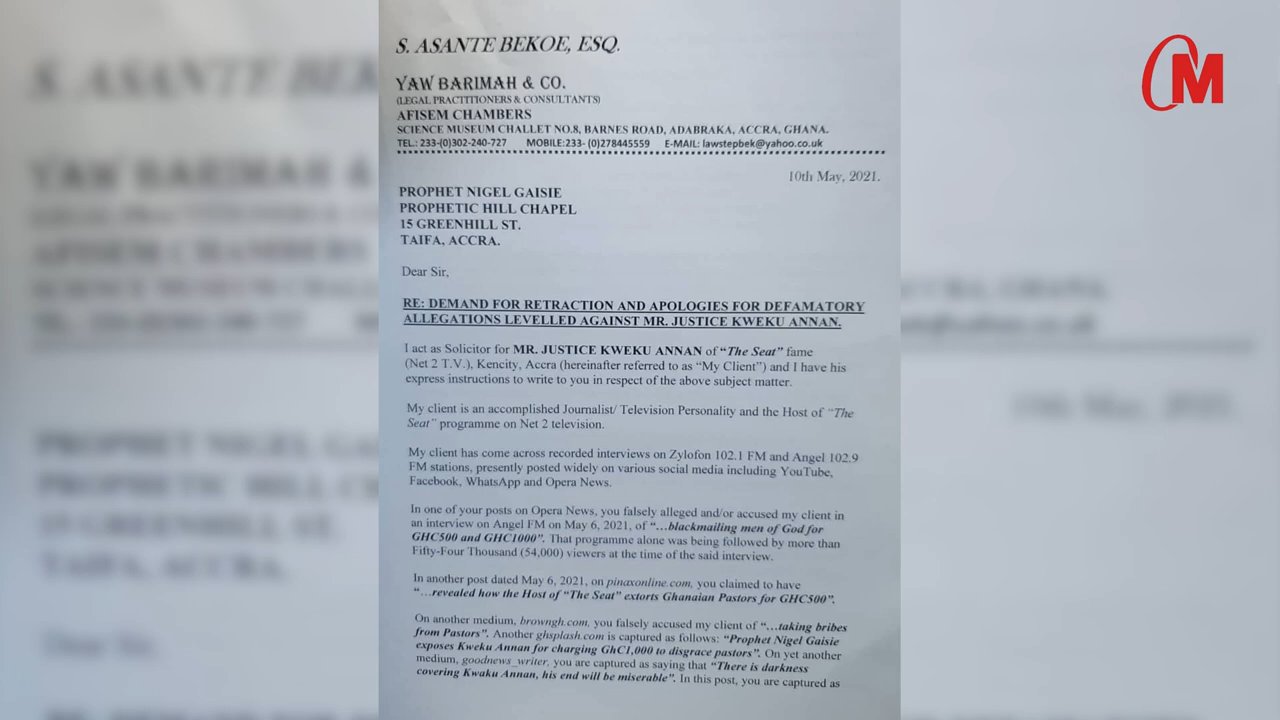 S. ASANTE BEKOE, ESQ.
YAW BARIMAH & CO.
(LEGAL PRACTITIONERS & CONSULTANTS)
AFISEM CHAMBERS
SCIENCE MUSEUM CHALLET NO.8, BARNES ROAD, ADABRAKA, ACCRA, GHANA.
TEL.: 233-(0)302-240-727 MOBILE:233- (0)278445559 E-MAIL: lawstepbek@yahoo.co.uk
10th May, 2021.
PROPHET NIGEL GAISIE
PROPHETIC HILL CHAPEL
15 GREENHILL ST.
TAIFA, ACCRA.
Dear Sir,
RE: DEMAND FOR RETRACTION AND APOLOGIES FOR DEFAMATORY
ALLEGATIONS LEVELLED AGAINST MR. JUSTICE KWEKU ANNAN.
I act as Solicitor for MR. JUSTICE KWEKU ANNAN of "The Seat" fame
(Net 2 T.V.), Kencity, Accra (hereinafter referred to as "My Client") and I have his
express instructions to write to you in respect of the above subject matter.
My client is an accomplished Journalist/ Television Personality and the Host of "The
Seat" programme on Net 2 television.
My client has come across recorded interviews on Zylofon 102.1 FM and Angel 102.9
FM stations, presently posted widely on various social media including YouTube,
Facebook, WhatsApp and Opera News.
In one of your posts on Opera News, you falsely alleged and/or accused my client in
an interview on Angel FM on May 6, 2021, of "…blackmailing men of God for
GHC500 and GHC1000". That programme alone was being followed by more than
Fifty-Four Thousand (54,000) viewers at the time of the said interview.
In another post dated May 6, 2021, on pinaxonline.com, you claimed to have
"…revealed how the Host of "The Seat" extorts Ghanaian Pastors for GHC500".
On another medium, browngh.com, you falsely accused my client of "…taking bribes
from Pastors". Another ghsplash.com is captured as follows: "Prophet Nigel Gaisie
exposes Kweku Annan for charging GhC1,000 to disgrace pastors". On yet another
medium, goodnews_writer, you are captured as saying that "There is darkness
covering Kwaku Annan, his end will be miserable". In this post, you are captured as
M